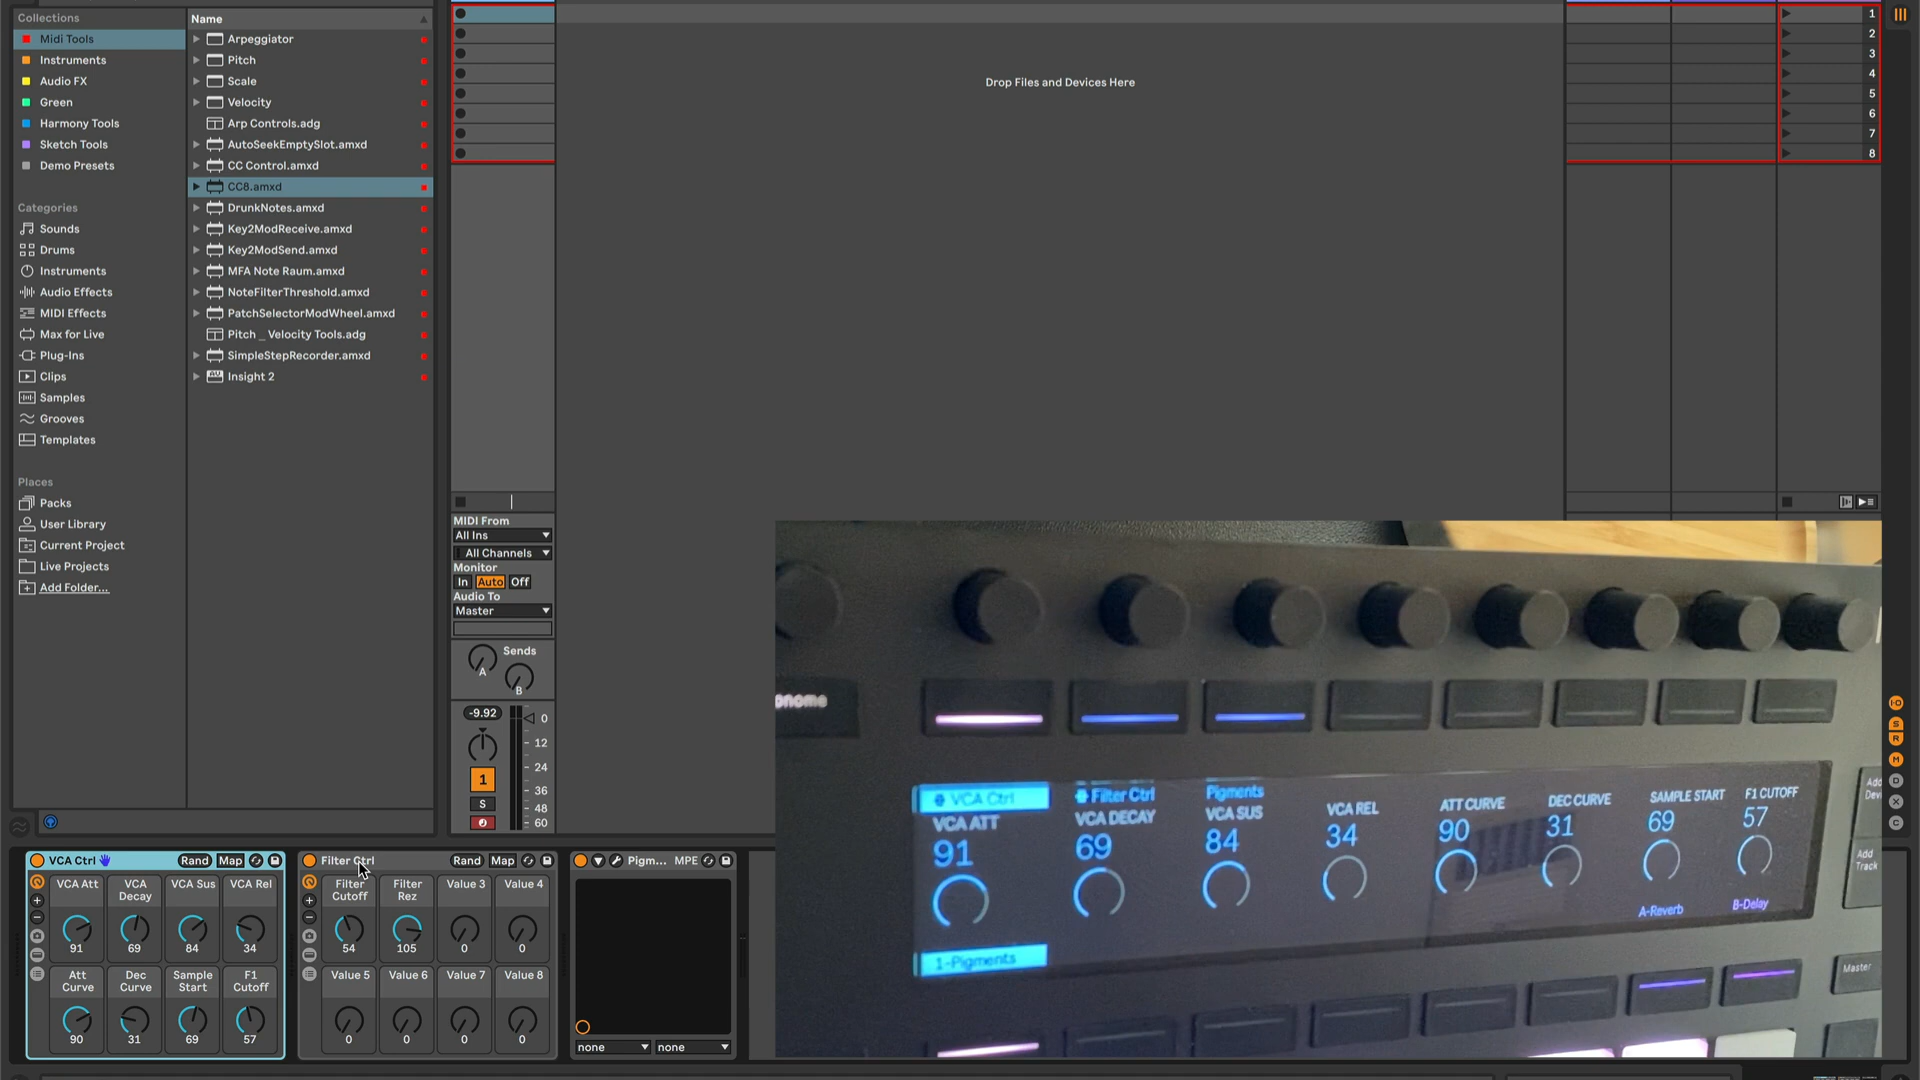 Collections
Midi Tools
Instruments
Audio FX
Green
Harmony Tools
Sketch Tools
Demo Presets
Categories
Sounds
Drums
Instruments
Audio Effects
MIDI Effects
Max for Live
Plug-Ins
Clips
Samples
Grooves
Templates
Places
Packs
User Library
Current Project
Live Projects
Add Folder...
Name
Arpeggiator
Pitch
Scale
Velocity
Arp Controls.adg
AutoSeekEmptySlot.amxd
CC Control.amxd
CC8.amxd
DrunkNotes.amxd
Key2ModReceive.amxd
Key2ModSend.amxd
MFA Note Raum.amxd
NoteFilterThreshold.amxd
PatchSelectorModWheel.amxd
Pitch _ Velocity Tools.adg
SimpleStepRecorder.amxd
Insight 2
Drop Files and Devices Here
1
2
3
4
5
6
7
8
MIDI From
All Ins
All Channels
Monitor
In Auto Off
Audio To
Master
Sends
A
B
-9.92
0
12
24
36
48
60
1
S
I·O
S
R
M
D
X
C
onome
VCA Ctrl Filter Ctrl Pigments
VCA ATT VCA DECAY VCA SUS VCA REL ATT CURVE DEC CURVE SAMPLE START F1 CUTOFF
91 69 84 34 90 31 69 57
A-Reverb B-Delay
1-Pigments
Add
Add
Track
Master
VCA Ctrl Rand Map
VCA Att VCA Decay VCA Sus VCA Rel
91 69 84 34
Att Curve Dec Curve Sample Start F1 Cutoff
90 31 69 57
Filter Ctrl Rand Map
Filter Cutoff Filter Rez Value 3 Value 4
54 105 0 0
Value 5 Value 6 Value 7 Value 8
0 0 0 0
Pigm... MPE
none none